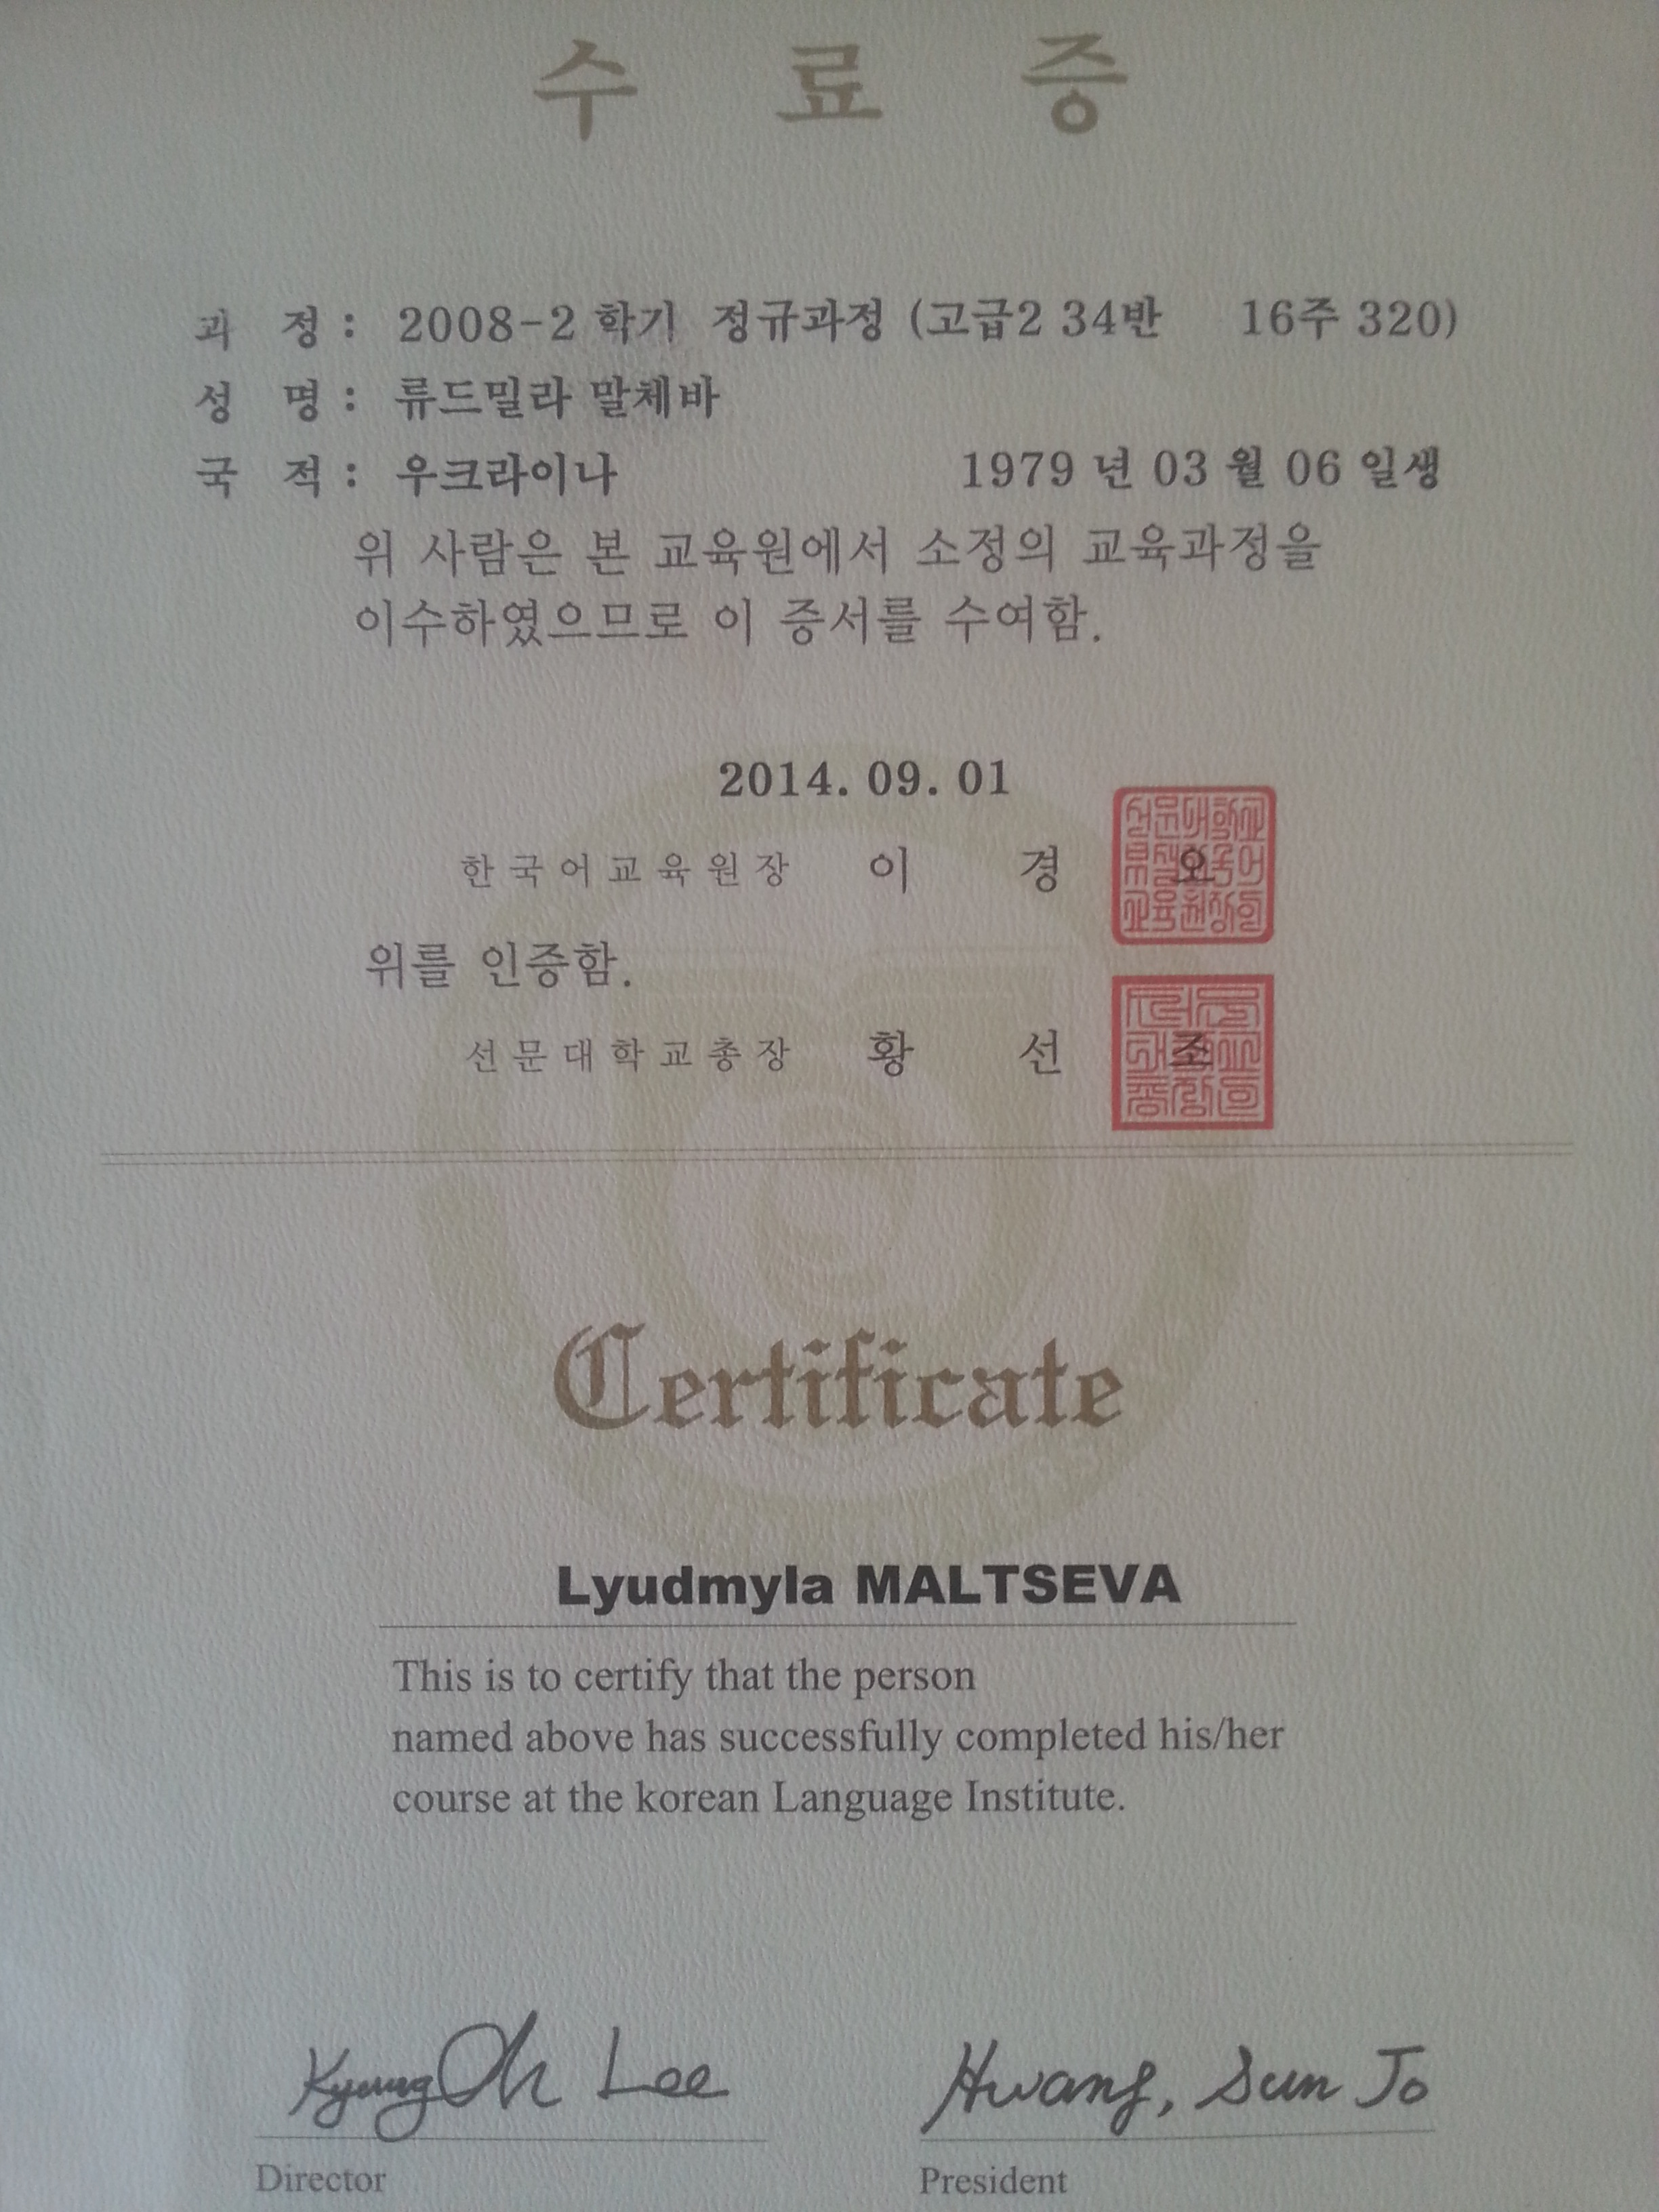 수 료 증
과 정 : 2008-2 학기 정규과정 (고급2 34반 16주 320)
성 명 : 류드밀라 말체바
국 적 : 우크라이나 1979 년 03 월 06 일생
위 사람은 본 교육원에서 소정의 교육과정을
이수하였으므로 이 증서를 수여함.
2014. 09. 01
한국어교육원장 이 경 오
위를 인증함.
선문대학교총장 황 선 조
Certificate
Lyudmyla MALTSEVA
This is to certify that the person
named above has successfully completed his/her
course at the korean Language Institute.
Kyung Oh Lee
Hwang, Sun Jo
Director
President